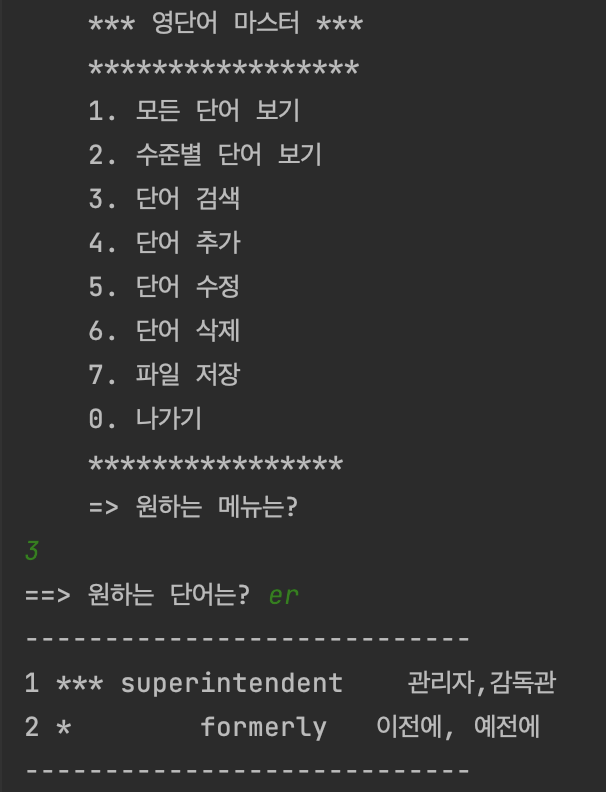 *** 영단어 마스터 ***
*****************
1. 모든 단어 보기
2. 수준별 단어 보기
3. 단어 검색
4. 단어 추가
5. 단어 수정
6. 단어 삭제
7. 파일 저장
0. 나가기
****************
=> 원하는 메뉴는?
3
==> 원하는 단어는? er
----------------------------
1 *** superintendent    관리자,감독관
2 *        formerly   이전에, 예전에
----------------------------